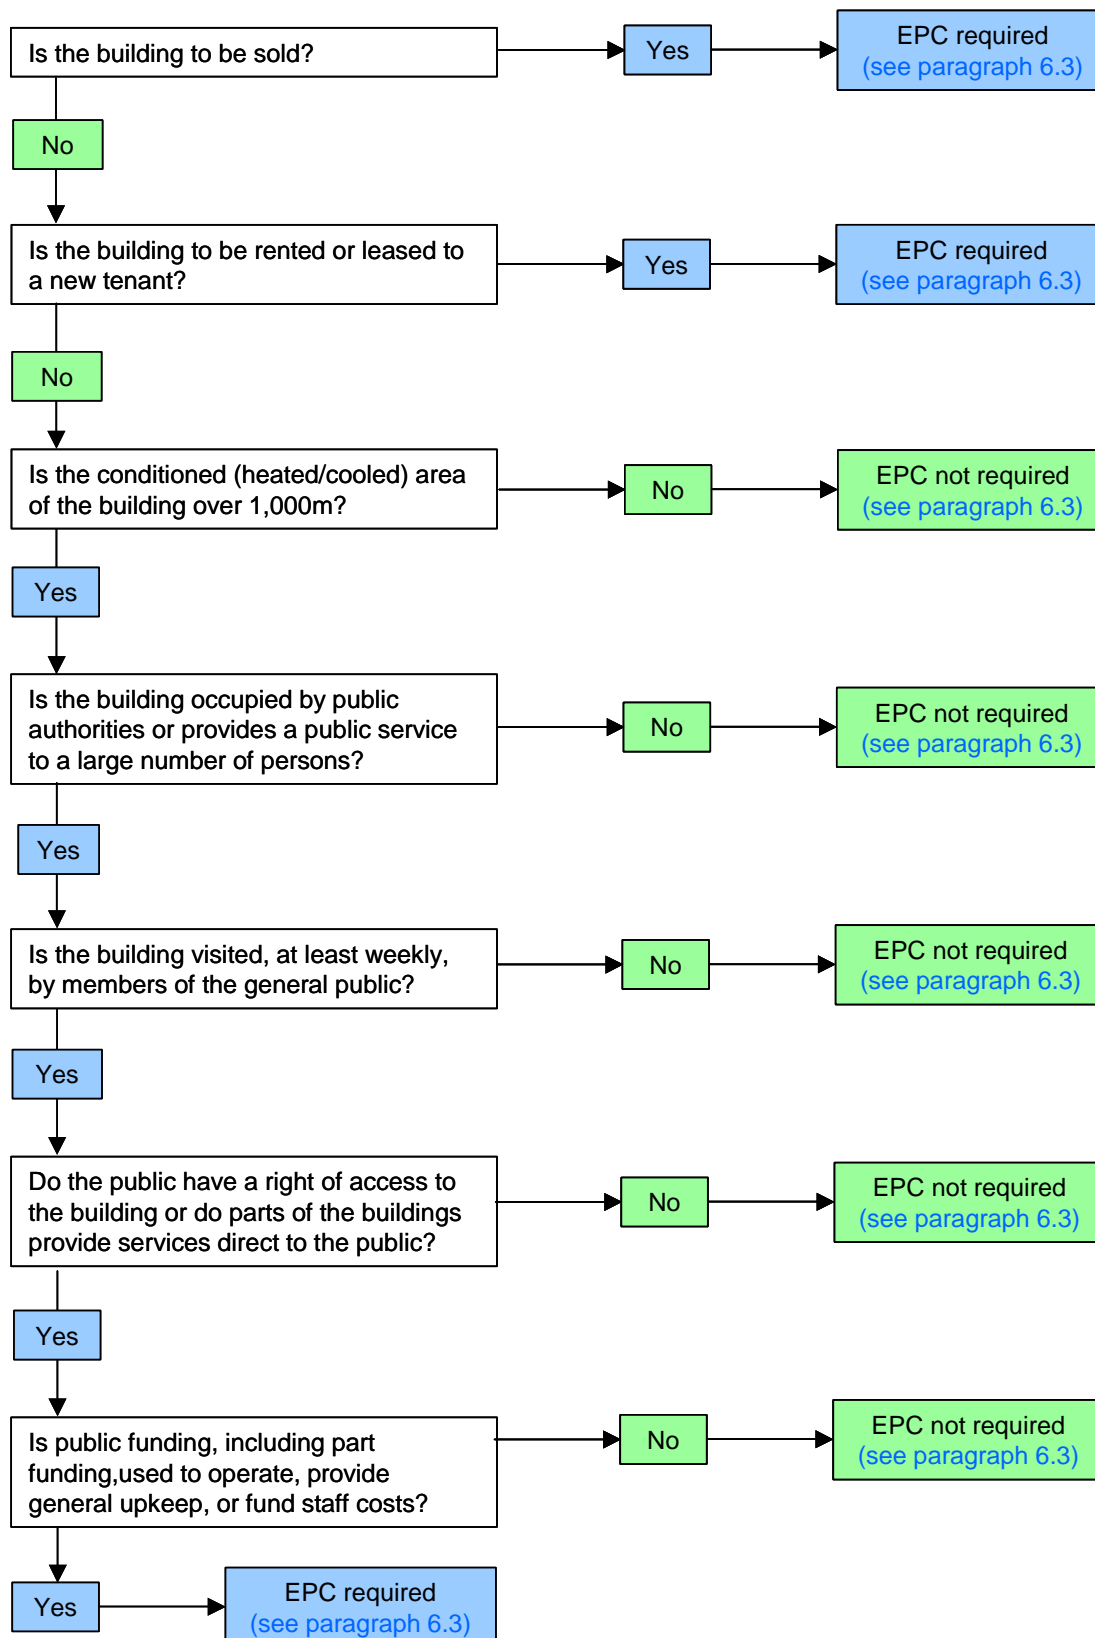 Is the building to be sold?
Yes
EPC required
(see paragraph 6.3)
No
Is the building to be rented or leased to
a new tenant?
Yes
EPC required
(see paragraph 6.3)
No
Is the conditioned (heated/cooled) area
of the building over 1,000m?
No
EPC not required
(see paragraph 6.3)
Yes
Is the building occupied by public
authorities or provides a public service
to a large number of persons?
No
EPC not required
(see paragraph 6.3)
Yes
Is the building visited, at least weekly,
by members of the general public?
No
EPC not required
(see paragraph 6.3)
Yes
Do the public have a right of access to
the building or do parts of the buildings
provide services direct to the public?
No
EPC not required
(see paragraph 6.3)
Yes
Is public funding, including part
funding,used to operate, provide
general upkeep, or fund staff costs?
No
EPC not required
(see paragraph 6.3)
Yes
EPC required
(see paragraph 6.3)